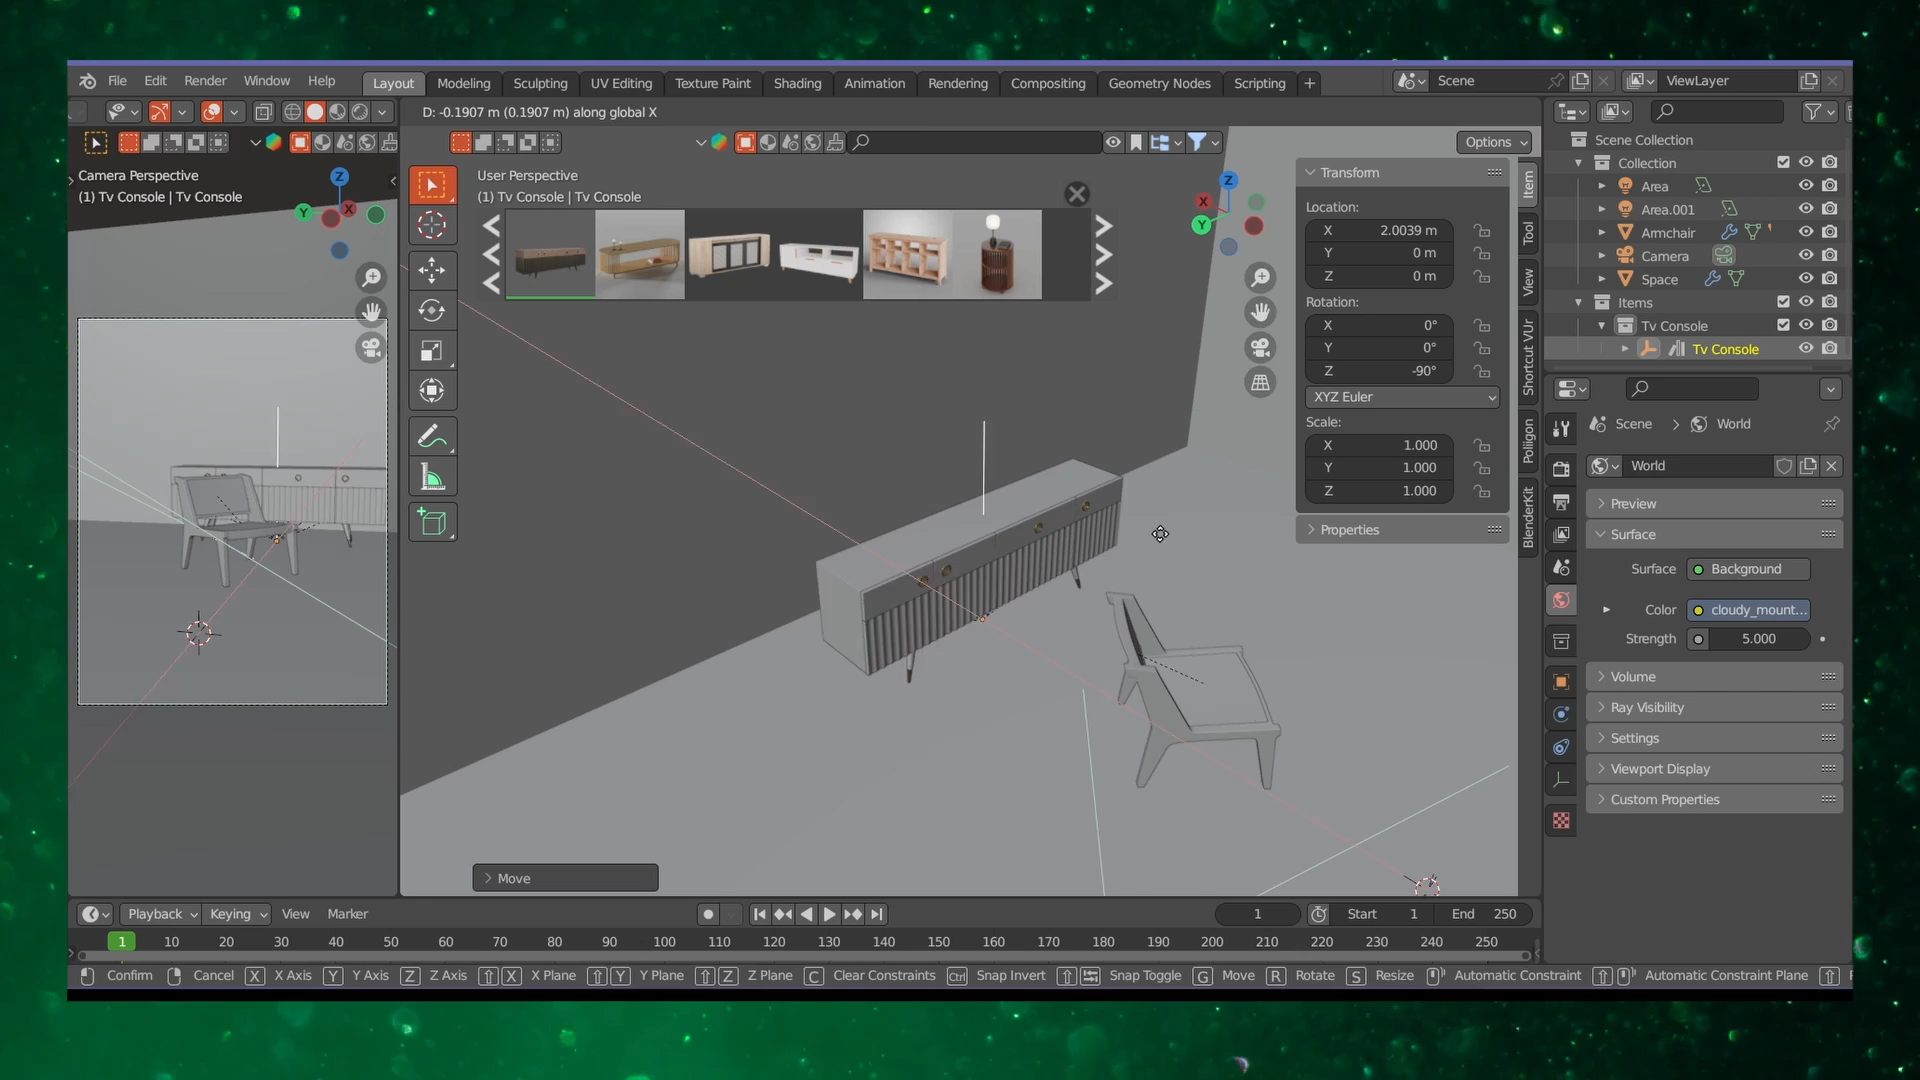 File Edit Render Window Help Layout Modeling Sculpting UV Editing Texture Paint Shading Animation Rendering Compositing Geometry Nodes Scripting + Scene ViewLayer
D: -0.1907 m (0.1907 m) along global X
Options
Camera Perspective
(1) Tv Console | Tv Console
Z
Y
X
User Perspective
(1) Tv Console | Tv Console
Z
X
Y
Transform
Location:
X 2.0039 m
Y 0 m
Z 0 m
Rotation:
X 0°
Y 0°
Z -90°
XYZ Euler
Scale:
X 1.000
Y 1.000
Z 1.000
Properties
Item
Tool
View
Shortcut VUr
Poliigon
BlenderKit
Scene Collection
Collection
Area
Area.001
Armchair
Camera
Space
Items
Tv Console
Tv Console
Scene > World
World
Preview
Surface
Surface Background
Color cloudy_mount...
Strength 5.000
Volume
Ray Visibility
Settings
Viewport Display
Custom Properties
Move
Playback Keying View Marker 1 Start 1 End 250
1 10 20 30 40 50 60 70 80 90 100 110 120 130 140 150 160 170 180 190 200 210 220 230 240 250
Confirm Cancel X X Axis Y Y Axis Z Z Axis X X Plane Y Y Plane Z Z Plane C Clear Constraints Ctrl Snap Invert Snap Toggle G Move R Rotate S Resize Automatic Constraint Automatic Constraint Plane